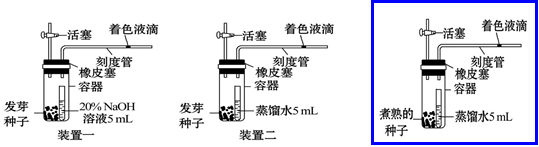 活塞
着色液滴
刻度管
橡皮塞
容器
发芽
种子
20% NaOH
溶液5 mL
装置一
活塞
着色液滴
刻度管
橡皮塞
容器
发芽
种子
蒸馏水5 mL
装置二
活塞
着色液滴
刻度管
橡皮塞
容器
煮熟的
种子
蒸馏水5 mL